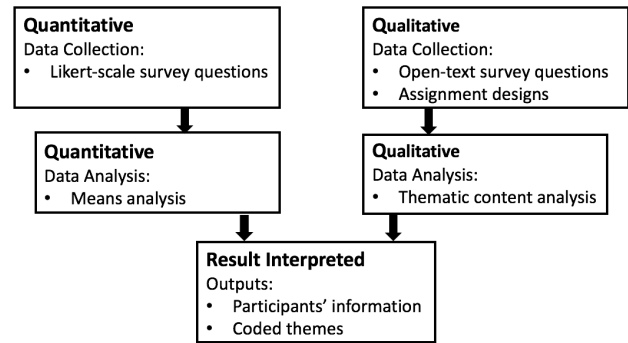 Quantitative
Data Collection:
• Likert-scale survey questions
Qualitative
Data Collection:
• Open-text survey questions
• Assignment designs
Quantitative
Data Analysis:
• Means analysis
Qualitative
Data Analysis:
• Thematic content analysis
Result Interpreted
Outputs:
• Participants’ information
• Coded themes